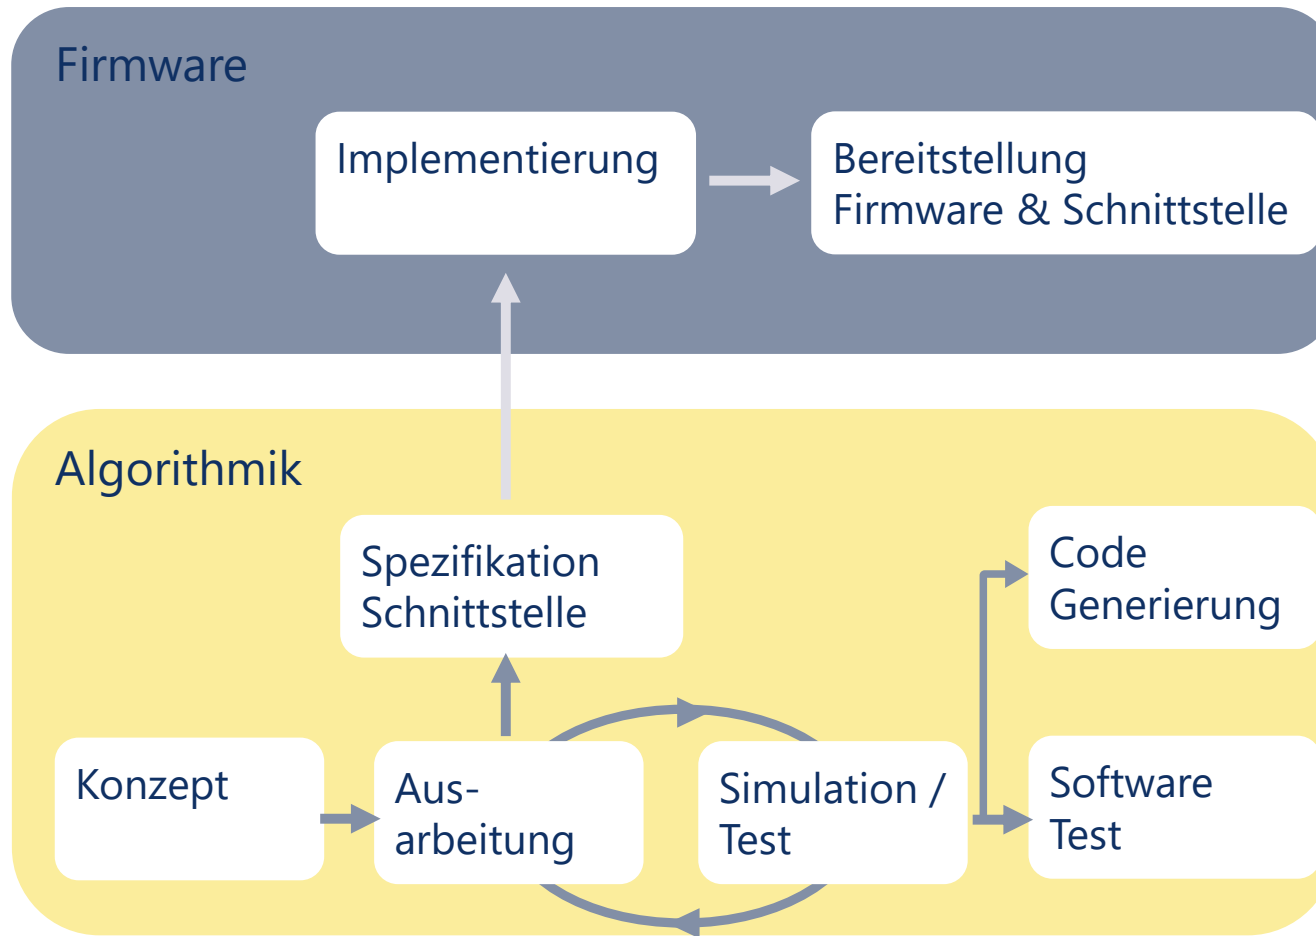 Firmware
Implementierung
Bereitstellung
Firmware & Schnittstelle
Algorithmik
Spezifikation
Schnittstelle
Code
Generierung
Konzept
Aus-
arbeitung
Simulation /
Test
Software
Test